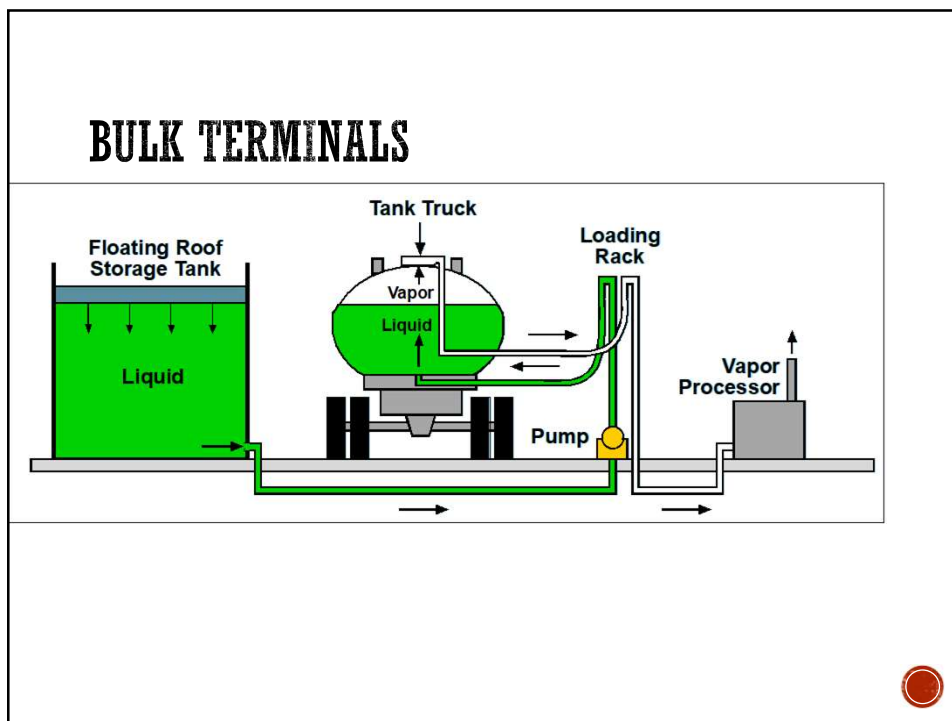 BULK TERMINALS
Tank Truck
Floating Roof
Storage Tank
Loading
Rack
Vapor
Liquid
Liquid
Vapor
Processor
Pump